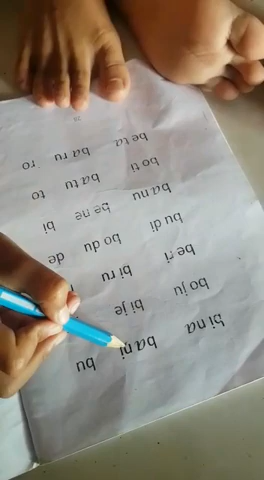 bi na ba ni bu
bo ju bi je
be ri bi ru
bu di bo du de
ba nu be ne bi
bo ti ba tu to
be ta ba ru ro